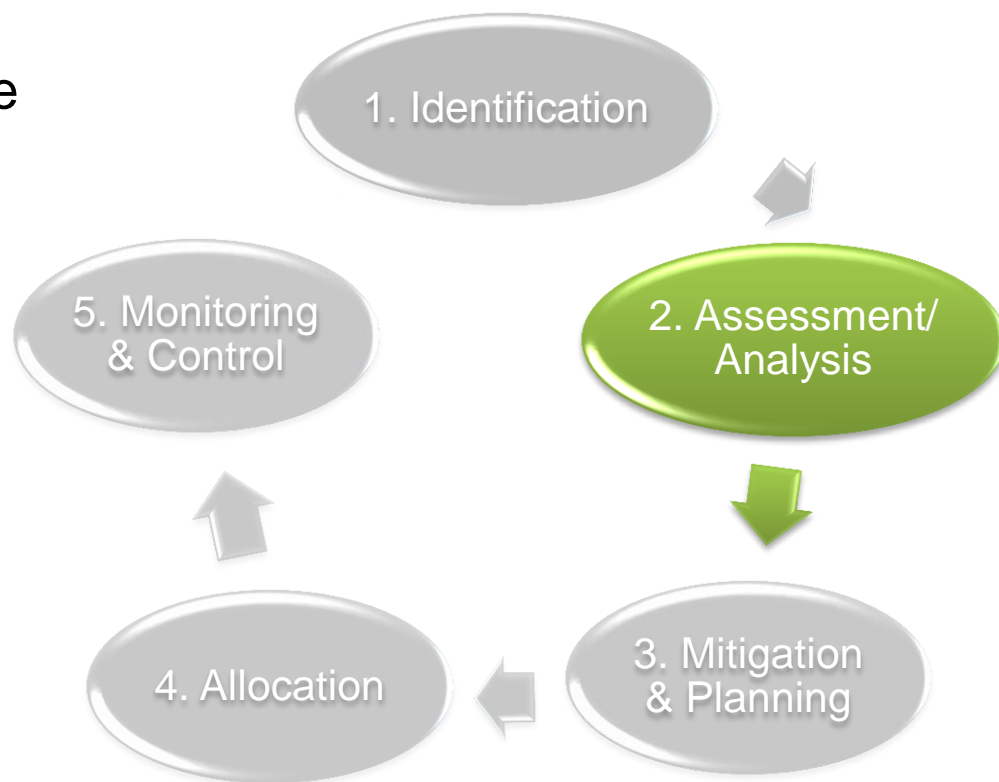 e
1. Identification
2. Assessment/
Analysis
3. Mitigation
& Planning
4. Allocation
5. Monitoring
& Control